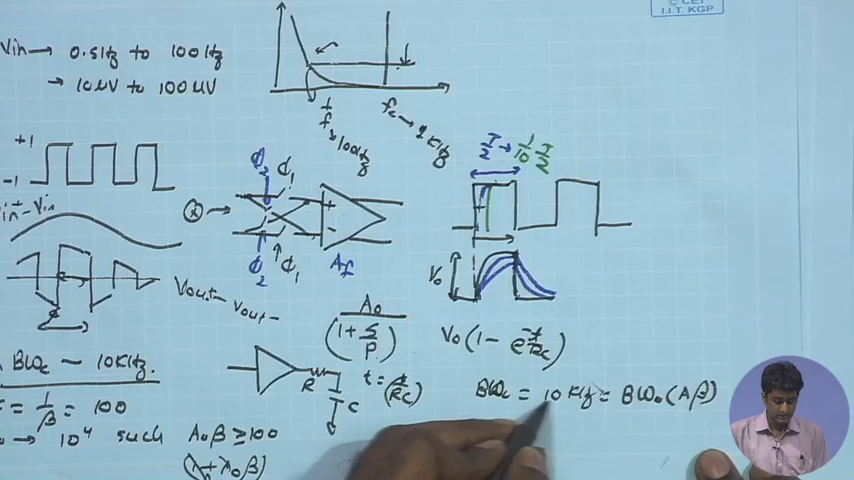 © CET
I.I.T. KGP
Vin → 0.5Hz to 100Hz
→ 10μV to 100μV
f
→ 100Hz
fc → 2KHz
+1
-1
Vin+ - Vin-
φ2 φ1
⊗ →
+
-
φ2 φ1
Af
T/2 → 1/10 T/2
Vo
Vout+ - Vout-
A0/(1 + S/P)
Vo(1 - e^-t/RC)
BWc ~ 10KHz.
R
C
t = t/(RC)
BWc = 10 KHz = BWo(Aβ)
= 1/β = 100
→ 10^4 such
A0β ≥ 100